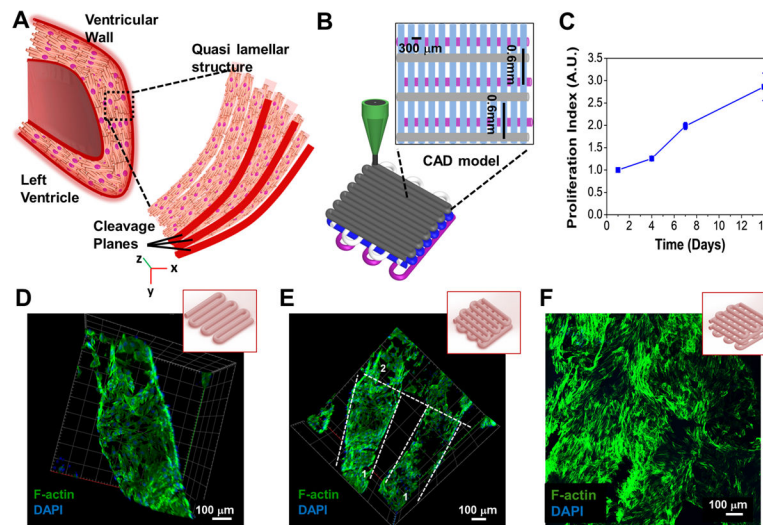 A
Ventricular
Wall
Quasi lamellar
structure
Left
Ventricle
Cleavage
Planes
z
x
y
B
300 μm
0.6mm
0.6mm
CAD model
C
Proliferation Index (A.U.)
3.5
3.0
2.5
2.0
1.5
1.0
0.5
0.0
0 2 4 6 8 10 12
Time (Days)
D
F-actin
DAPI
100 μm
E
2
1
1
F-actin
DAPI
100 μm
F
F-actin
DAPI
100 μm